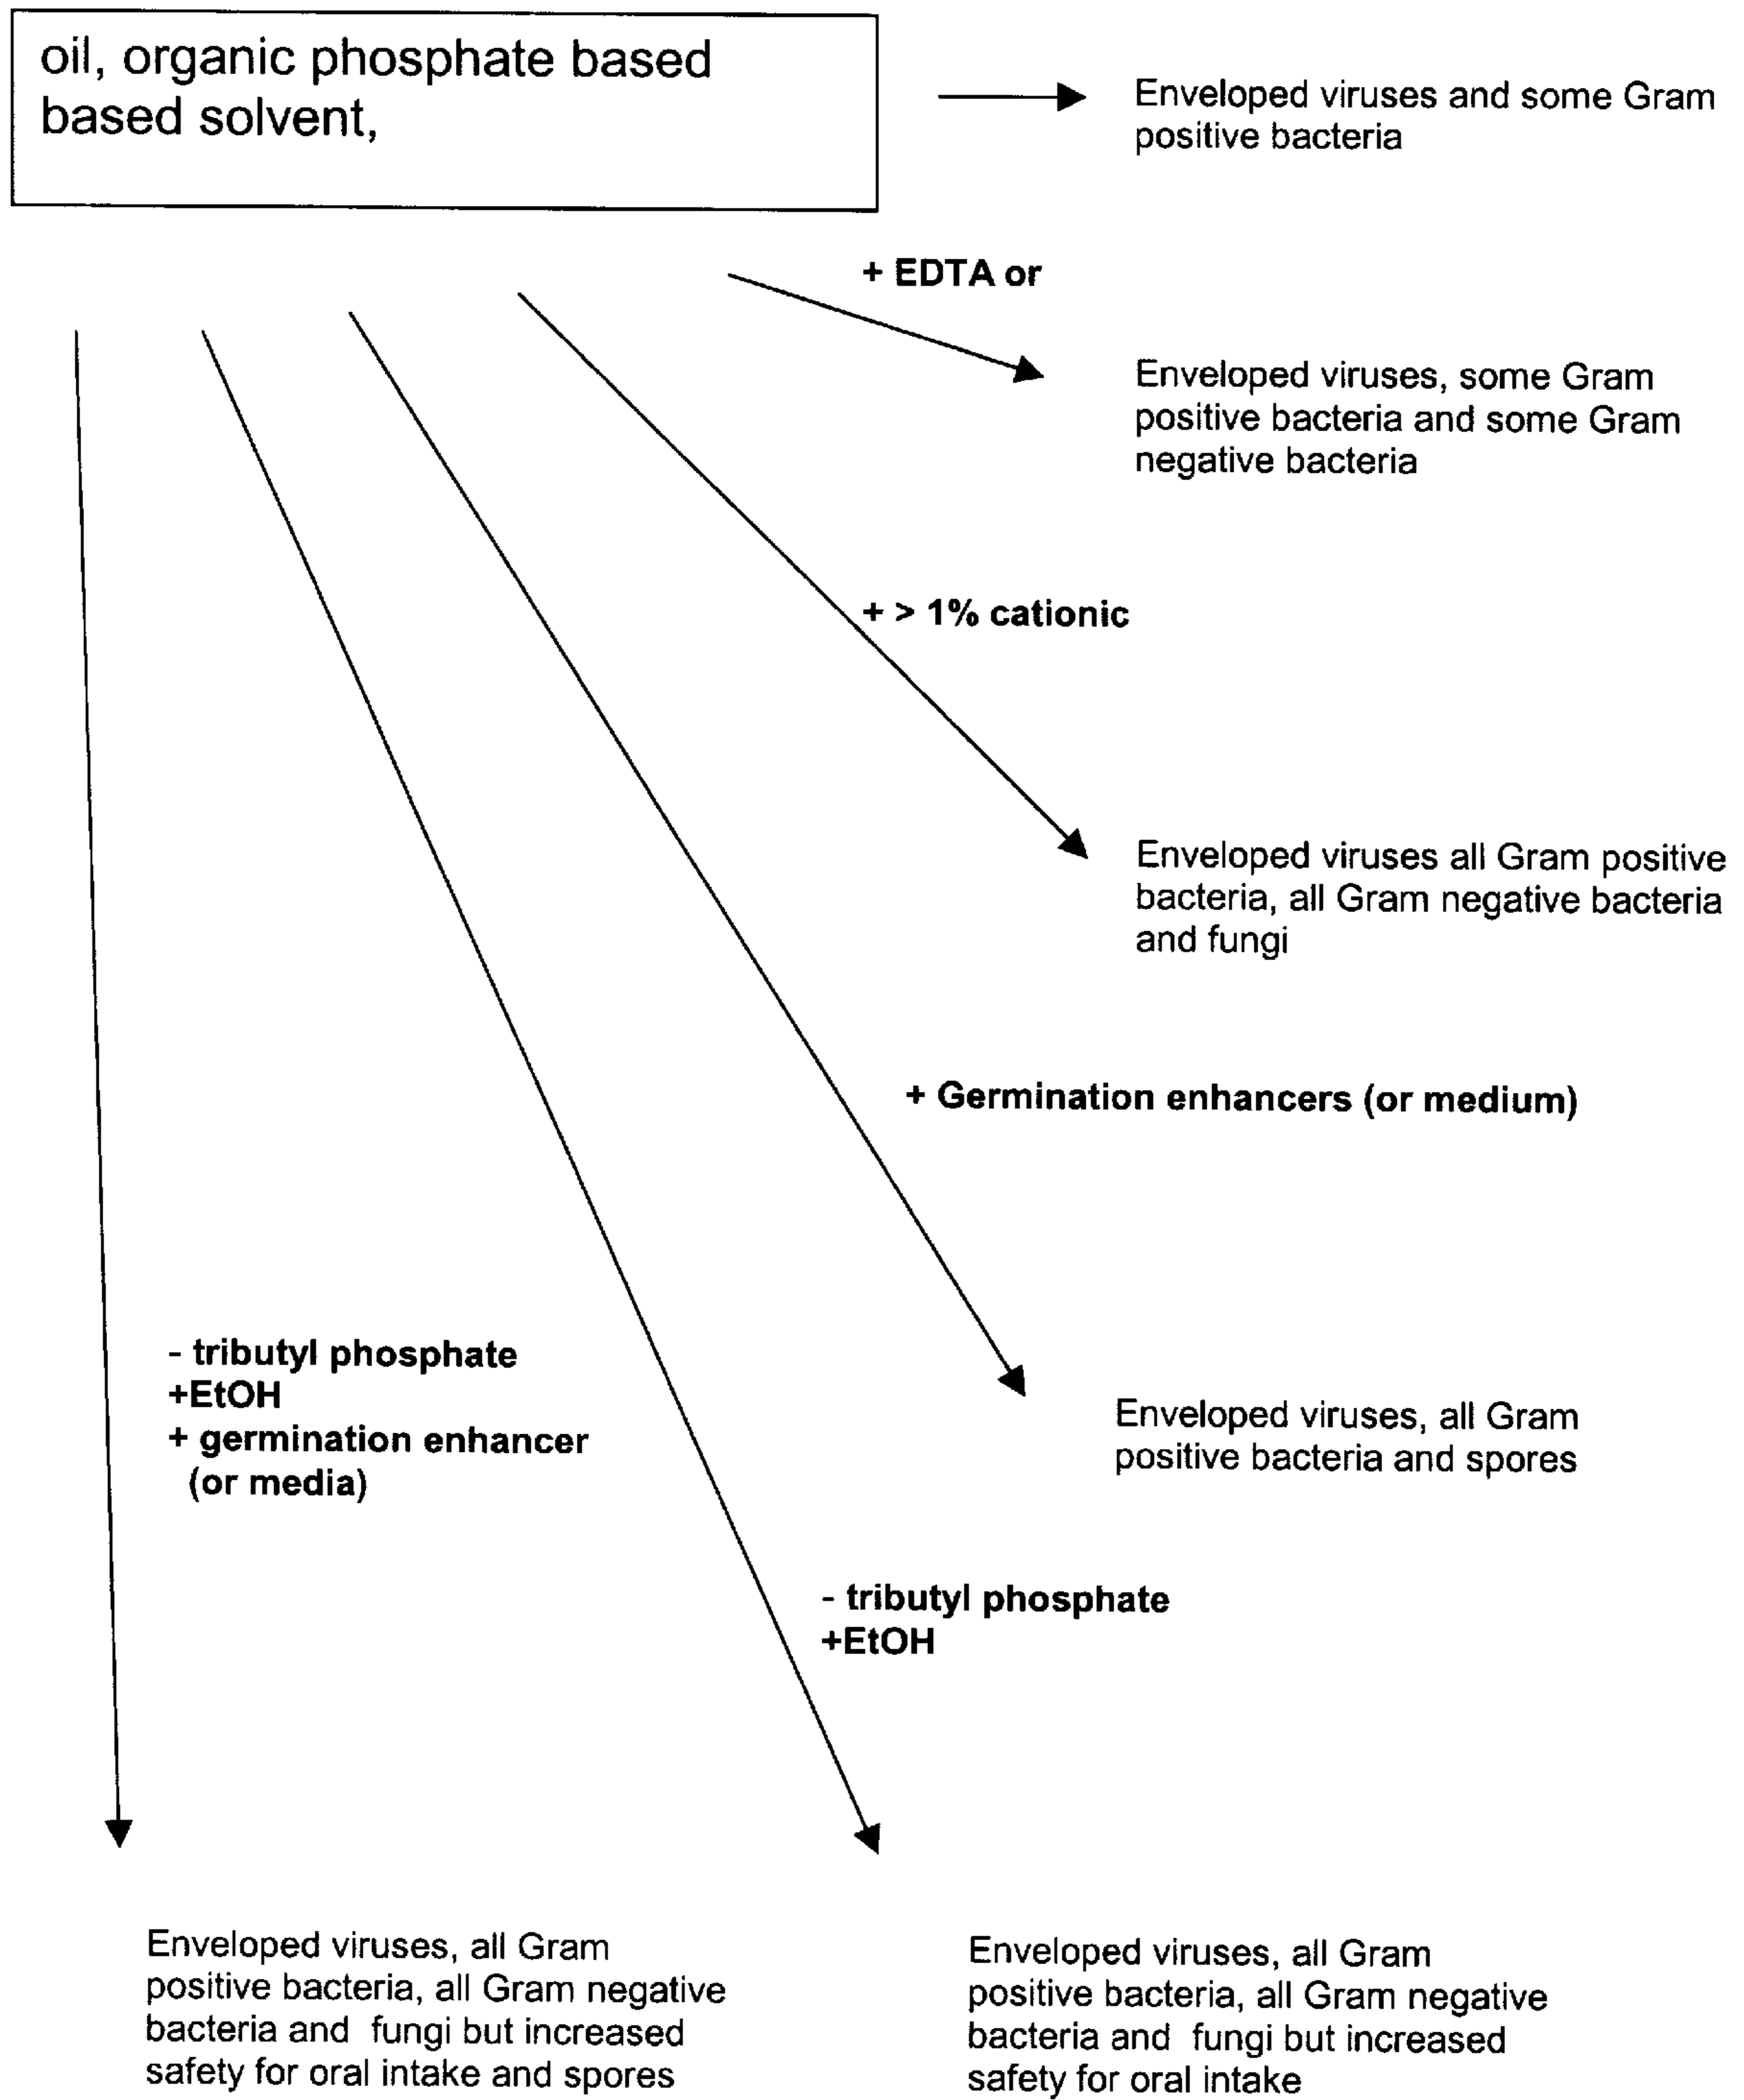 oil, organic phosphate based
based solvent,
Enveloped viruses and some Gram
positive bacteria
+ EDTA or
Enveloped viruses, some Gram
positive bacteria and some Gram
negative bacteria
+ > 1% cationic
Enveloped viruses all Gram positive
bacteria, all Gram negative bacteria
and fungi
+ Germination enhancers (or medium)
- tributyl phosphate
+EtOH
+ germination enhancer
(or media)
Enveloped viruses, all Gram
positive bacteria and spores
- tributyl phosphate
+EtOH
Enveloped viruses, all Gram
positive bacteria, all Gram negative
bacteria and fungi but increased
safety for oral intake and spores
Enveloped viruses, all Gram
positive bacteria, all Gram negative
bacteria and fungi but increased
safety for oral intake